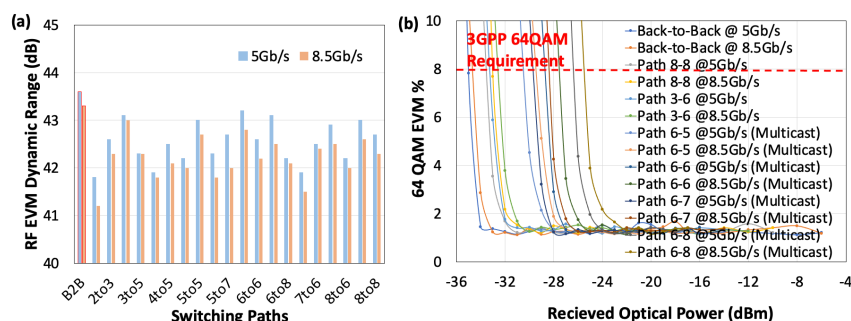 (a)
RF EVM Dynamic Range (dB)
45
44
43
42
41
40
5Gb/s
8.5Gb/s
B2B
2to3
3to5
4to5
5to5
5to7
6to6
6to8
7to6
8to6
8to8
Switching Paths
(b)
64 QAM EVM %
10
8
6
4
2
0
3GPP 64QAM
Requirement
Back-to-Back @ 5Gb/s
Back-to-Back @ 8.5Gb/s
Path 8-8 @5Gb/s
Path 8-8 @8.5Gb/s
Path 3-6 @5Gb/s
Path 3-6 @8.5Gb/s
Path 6-5 @5Gb/s (Multicast)
Path 6-5 @8.5Gb/s (Multicast)
Path 6-6 @5Gb/s (Multicast)
Path 6-6 @8.5Gb/s (Multicast)
Path 6-7 @5Gb/s (Multicast)
Path 6-7 @8.5Gb/s (Multicast)
Path 6-8 @5Gb/s (Multicast)
Path 6-8 @8.5Gb/s (Multicast)
-36
-32
-28
-24
-20
-16
-12
-8
-4
Recieved Optical Power (dBm)